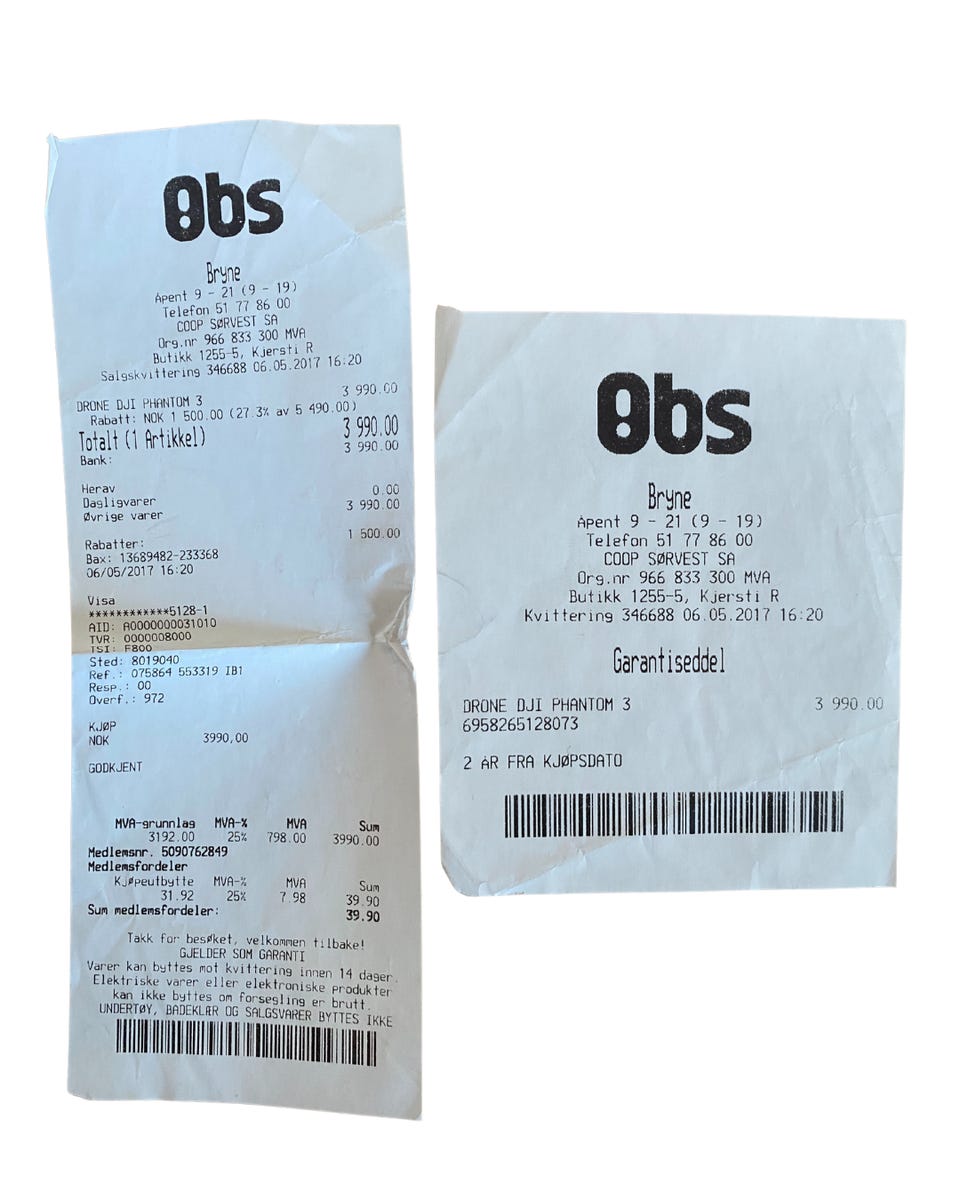 Obs
Bryne
Åpent 9 - 21 (9 - 19)
Telefon 51 77 86 00
COOP SØRVEST SA
Org.nr 966 833 300 MVA
Butikk 1255-5, Kjersti R
Salgskvittering 346688 06.05.2017 16:20
DRONE DJI PHANTOM 3 3 990.00
Rabatt: NOK 1 500.00 (27.3% av 5 490.00)
Totalt (1 Artikkel) 3 990.00
Bank: 3 990.00
Herav
Dagligvarer 0.00
Øvrige varer 3 990.00
Rabatter: 1 500.00
Bax: 13689482-233368
06/05/2017 16:20
Visa
************5128-1
AID: A0000000031010
TVR: 0000008000
TSI: F800
Sted: 8019040
Ref.: 075864 553319 IB1
Resp.: 00
Overf.: 972
KJØP
NOK 3990,00
GODKJENT
MVA-grunnlag MVA-% MVA Sum
3192.00 25% 798.00 3990.00
Medlemsnr. 5090762849
Medlemsfordeler
Kjøpeutbytte MVA-% MVA Sum
31.92 25% 7.98 39.90
Sum medlemsfordeler: 39.90
Takk for besøket, velkommen tilbake!
GJELDER SOM GARANTI
Varer kan byttes mot kvittering innen 14 dager.
Elektriske varer eller elektroniske produkter
kan ikke byttes om forsegling er brutt.
UNDERTØY, BADEKLÆR OG SALGSVARER BYTTES IKKE
Obs
Bryne
Åpent 9 - 21 (9 - 19)
Telefon 51 77 86 00
COOP SØRVEST SA
Org.nr 966 833 300 MVA
Butikk 1255-5, Kjersti R
Kvittering 346688 06.05.2017 16:20
Garantiseddel
DRONE DJI PHANTOM 3 3 990.00
6958265128073
2 ÅR FRA KJØPSDATO